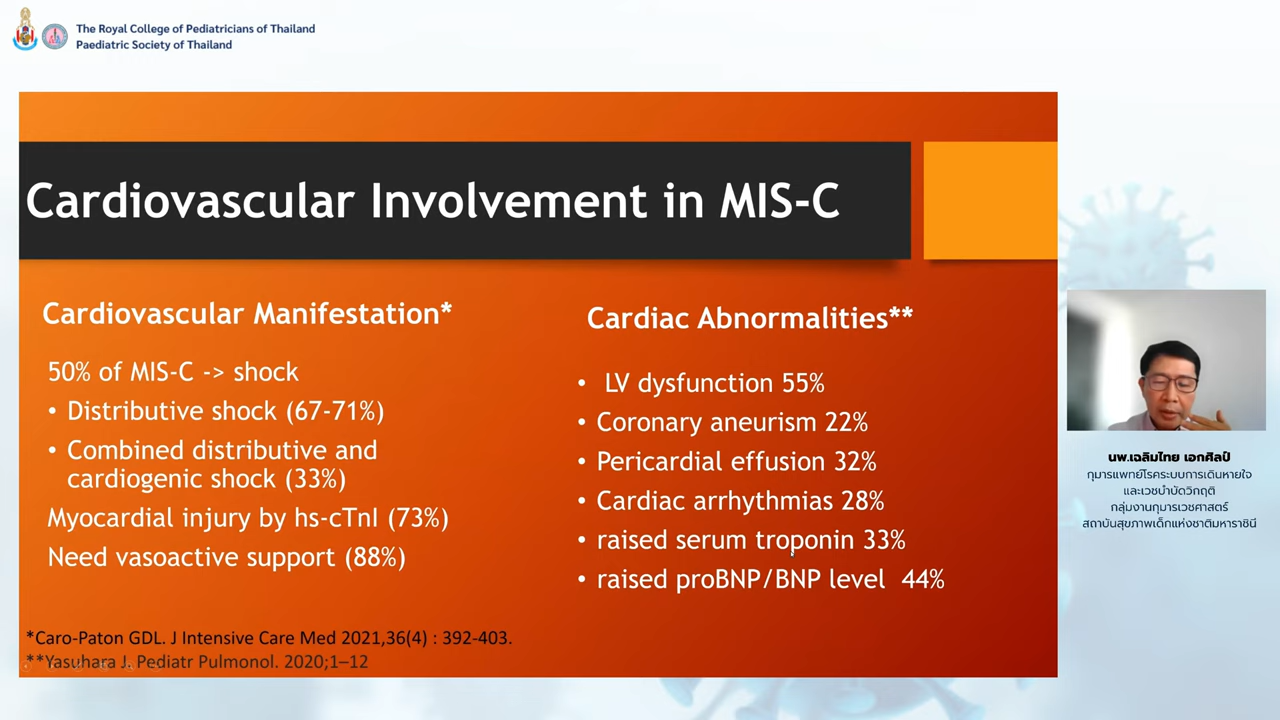 The Royal College of Pediatricians of Thailand
Paediatric Society of Thailand
Cardiovascular Involvement in MIS-C
Cardiovascular Manifestation*
50% of MIS-C -> shock
• Distributive shock (67-71%)
• Combined distributive and
cardiogenic shock (33%)
Myocardial injury by hs-cTnI (73%)
Need vasoactive support (88%)
Cardiac Abnormalities**
• LV dysfunction 55%
• Coronary aneurism 22%
• Pericardial effusion 32%
• Cardiac arrhythmias 28%
• raised serum troponin 33%
• raised proBNP/BNP level 44%
*Caro-Paton GDL. J Intensive Care Med 2021,36(4) : 392-403.
**Yasuhara J. Pediatr Pulmonol. 2020;1–12
นพ.เฉลิมไทย เอกศิลป์
กุมารแพทย์โรคระบบการเดินหายใจ
และเวชบำบัดวิกฤติ
กลุ่มงานกุมารเวชศาสตร์
สถาบันสุขภาพเด็กแห่งชาติมหาราชินี